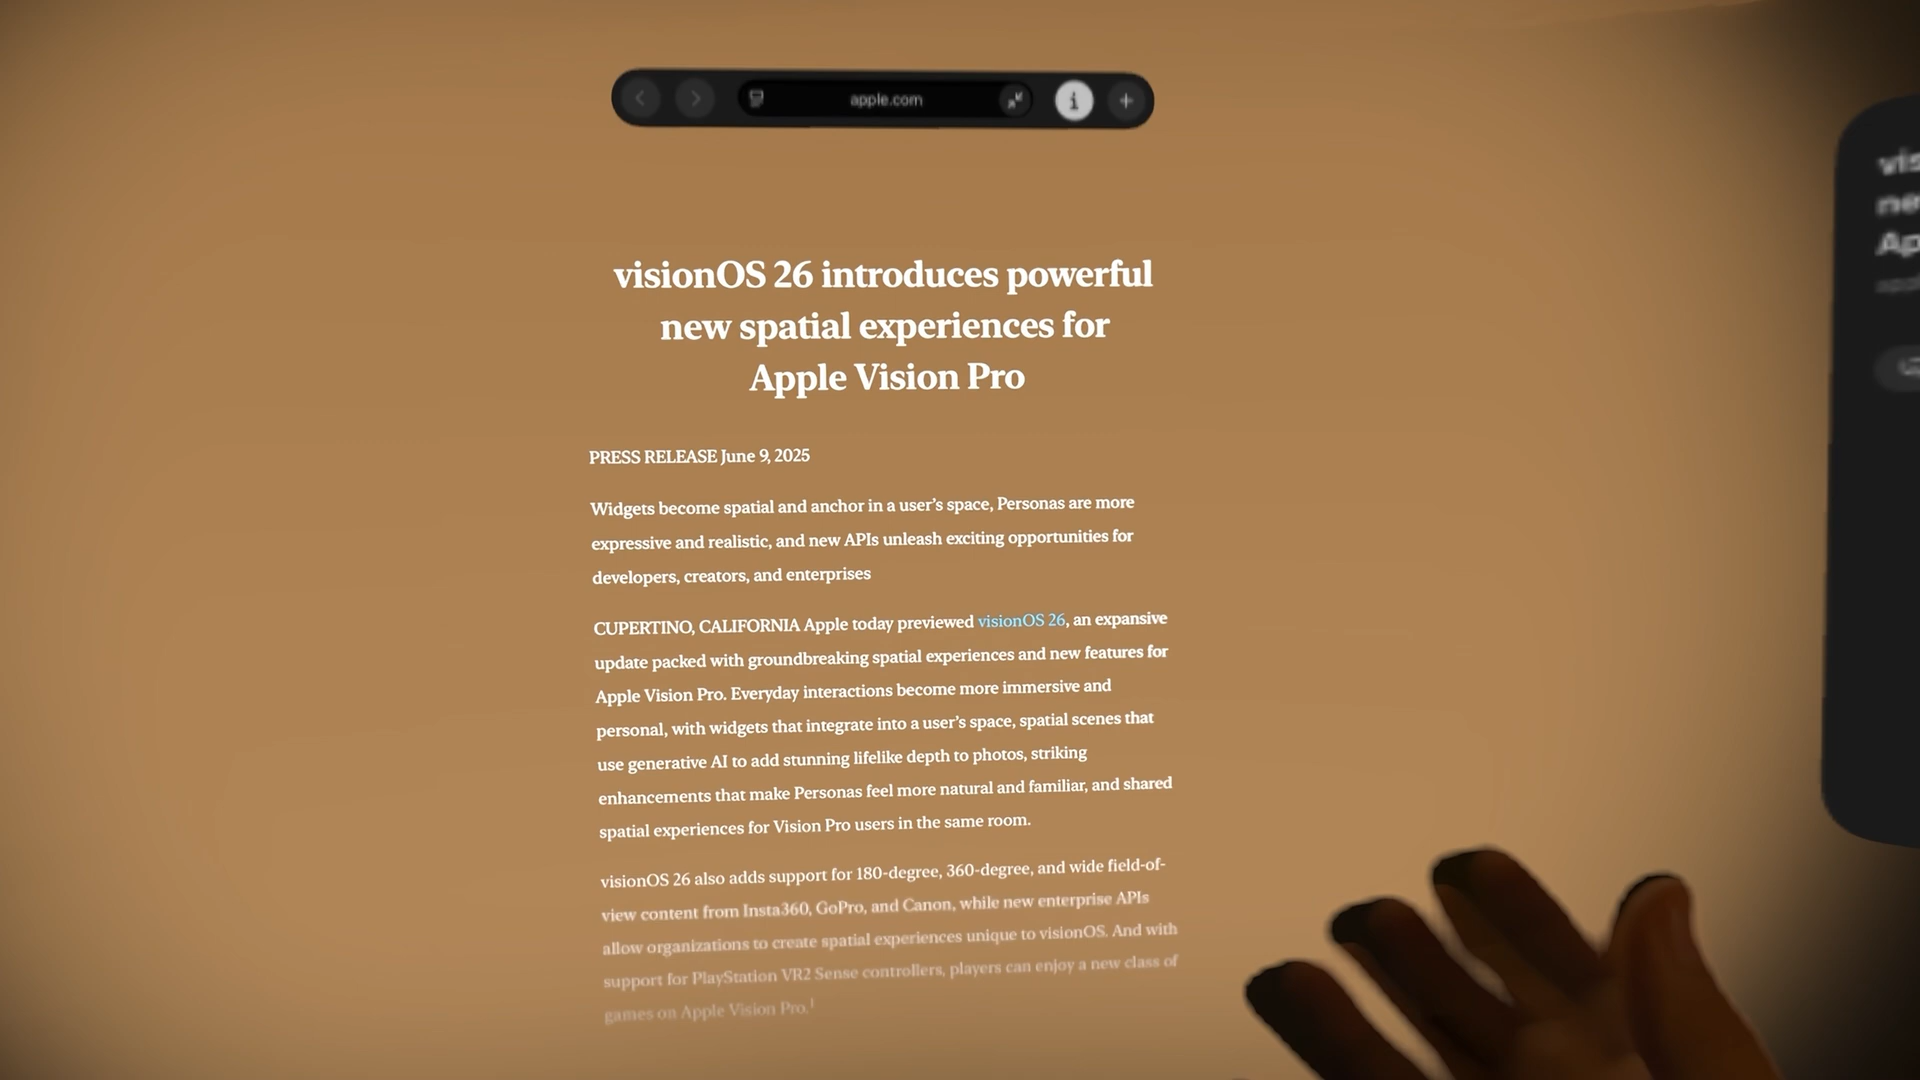 apple.com
visionOS 26 introduces powerful
new spatial experiences for
Apple Vision Pro
PRESS RELEASE June 9, 2025
Widgets become spatial and anchor in a user’s space, Personas are more
expressive and realistic, and new APIs unleash exciting opportunities for
developers, creators, and enterprises
CUPERTINO, CALIFORNIA Apple today previewed visionOS 26, an expansive
update packed with groundbreaking spatial experiences and new features for
Apple Vision Pro. Everyday interactions become more immersive and
personal, with widgets that integrate into a user’s space, spatial scenes that
use generative AI to add stunning lifelike depth to photos, striking
enhancements that make Personas feel more natural and familiar, and shared
spatial experiences for Vision Pro users in the same room.
visionOS 26 also adds support for 180-degree, 360-degree, and wide field-of-
view content from Insta360, GoPro, and Canon, while new enterprise APIs
allow organizations to create spatial experiences unique to visionOS. And with
support for PlayStation VR2 Sense controllers, players can enjoy a new class of
games on Apple Vision Pro.¹